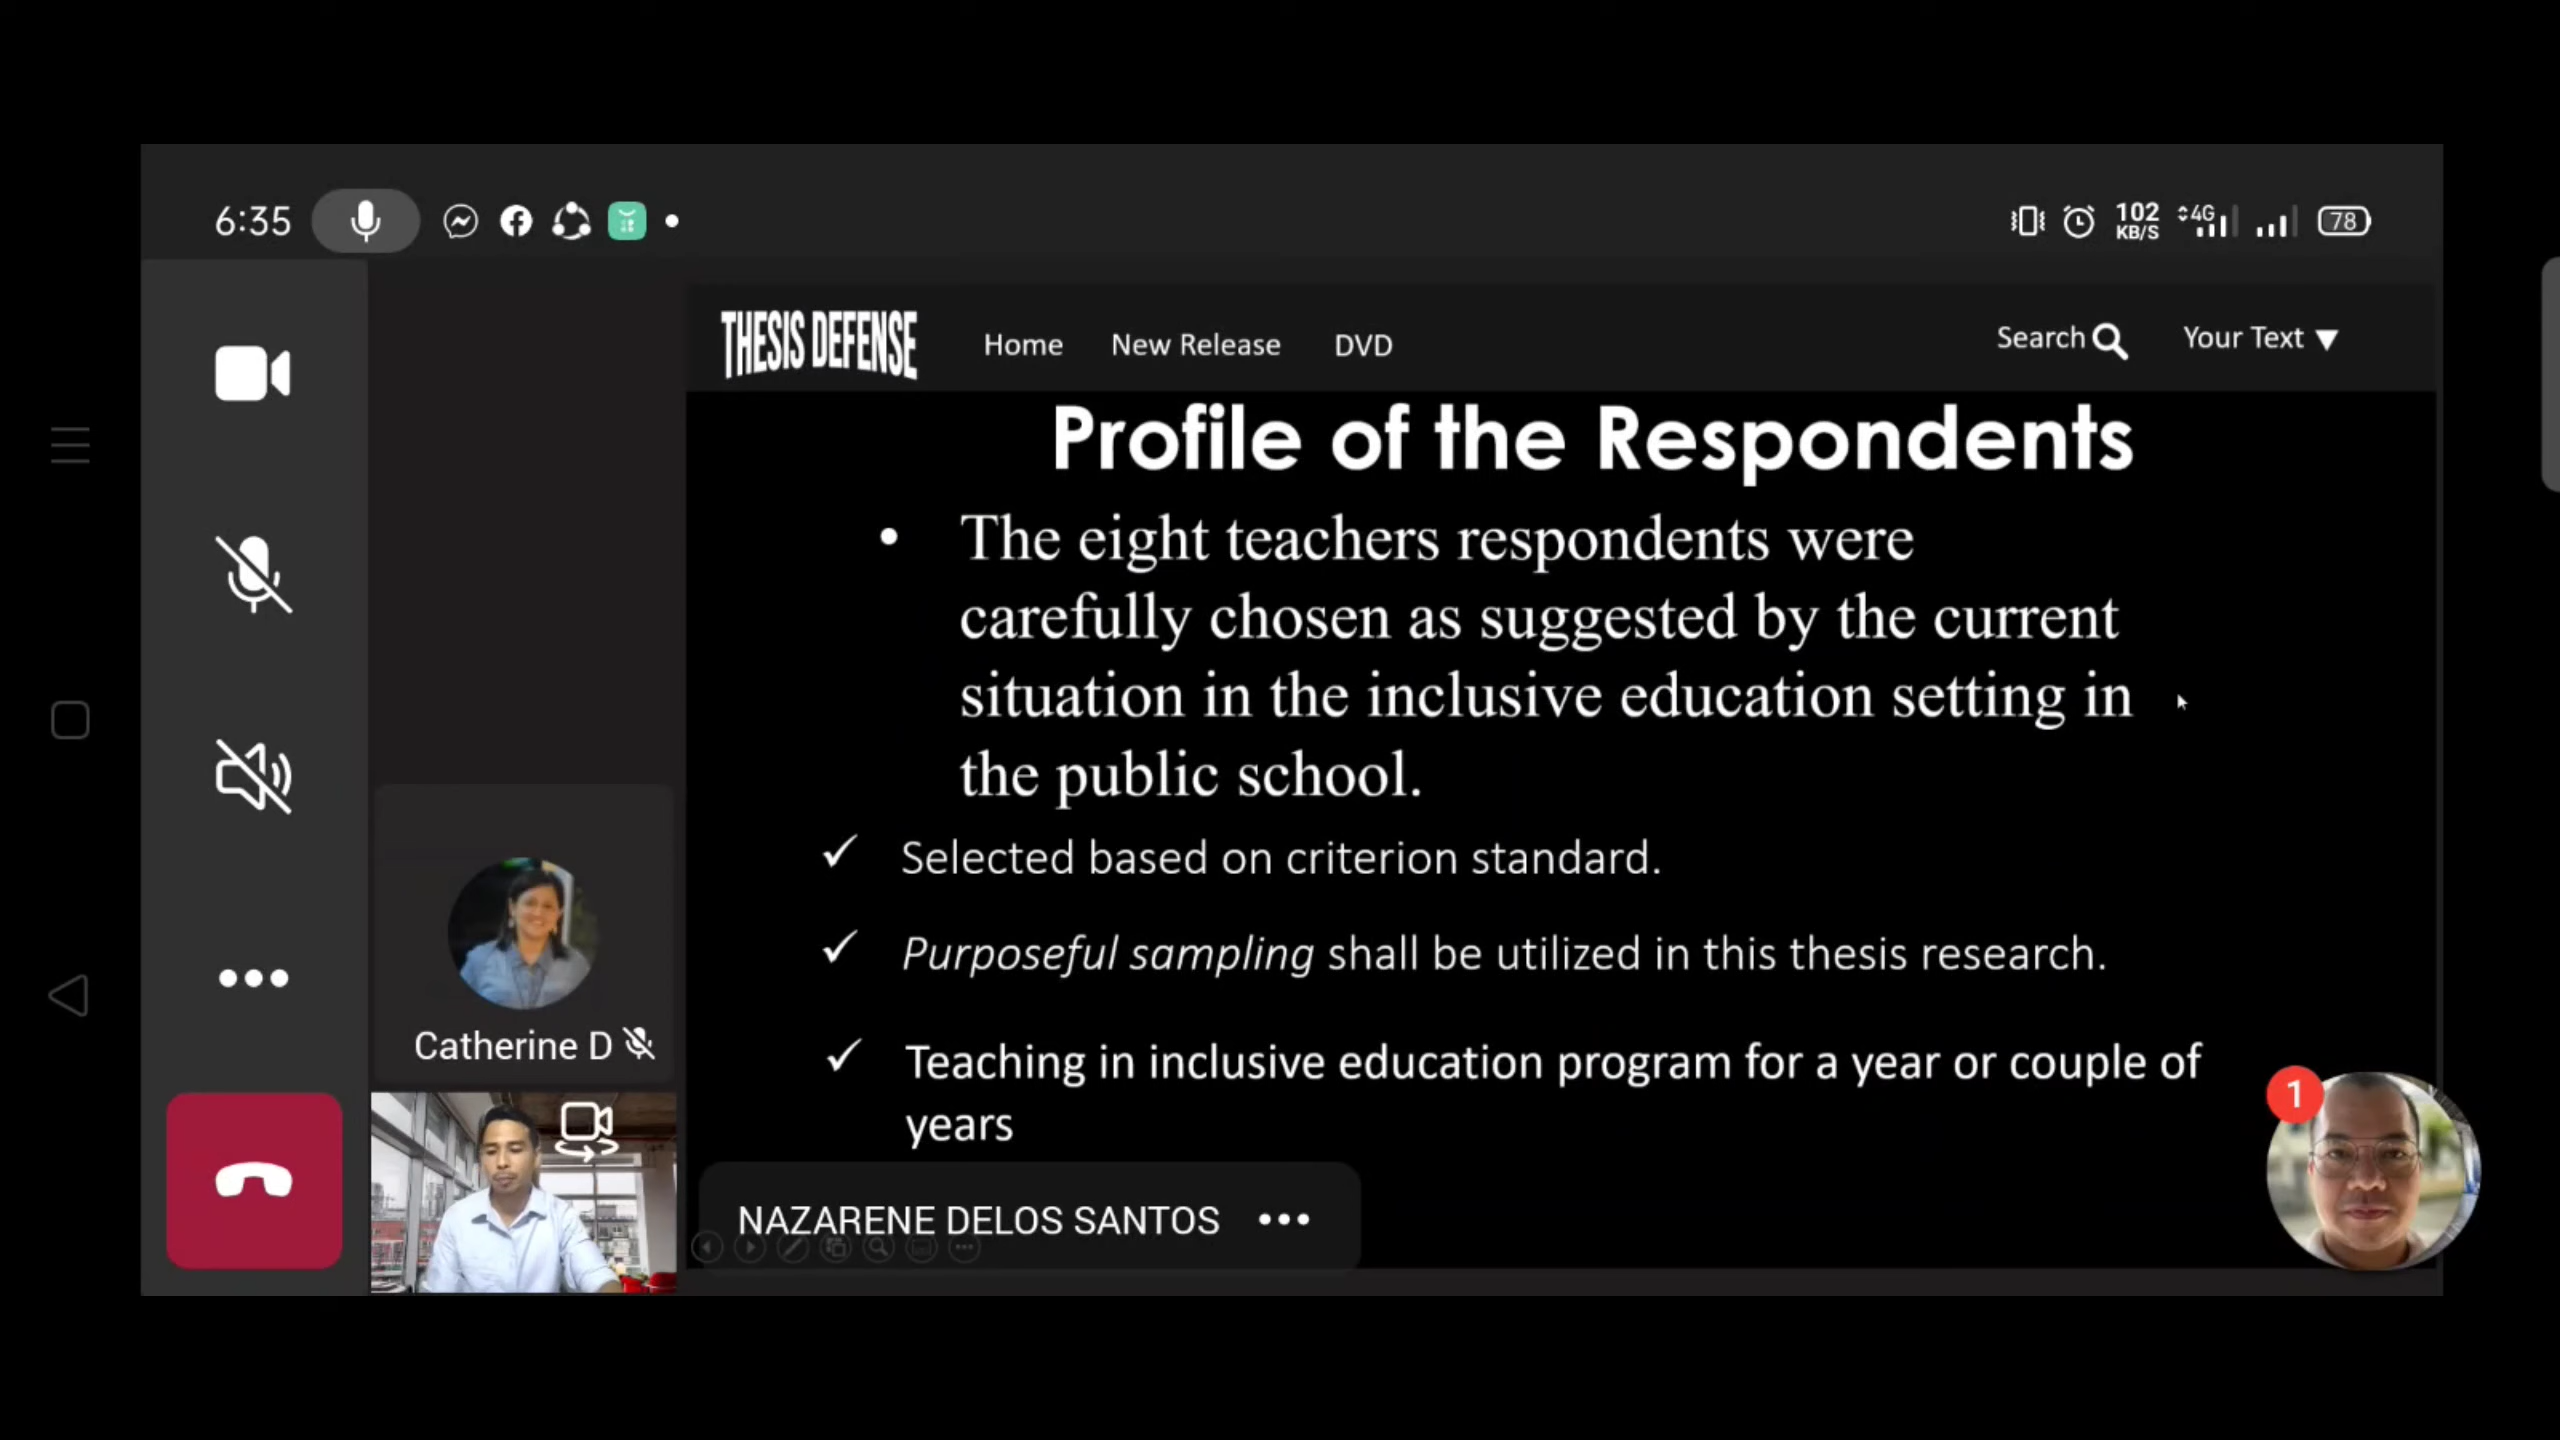 6:35
102
KB/S
4G
78
THESIS DEFENSE
Home New Release DVD
Search Your Text ▼
Profile of the Respondents
• The eight teachers respondents were
carefully chosen as suggested by the current
situation in the inclusive education setting in
the public school.
✓ Selected based on criterion standard.
✓ Purposeful sampling shall be utilized in this thesis research.
✓ Teaching in inclusive education program for a year or couple of
years
Catherine D
1
NAZARENE DELOS SANTOS